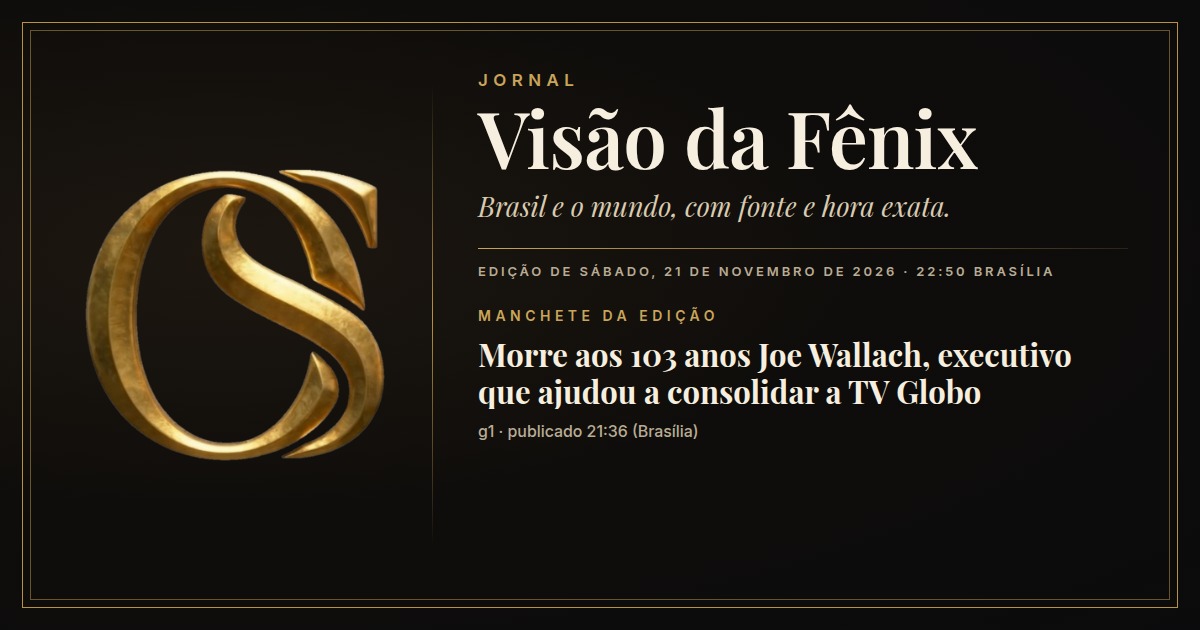 JORNAL
Visão da Fênix
Brasil e o mundo, com fonte e hora exata.
EDIÇÃO DE SÁBADO, 21 DE NOVEMBRO DE 2026 · 22:50 BRASÍLIA
MANCHETE DA EDIÇÃO
Morre aos 103 anos Joe Wallach, executivo
que ajudou a consolidar a TV Globo
g1 · publicado 21:36 (Brasília)